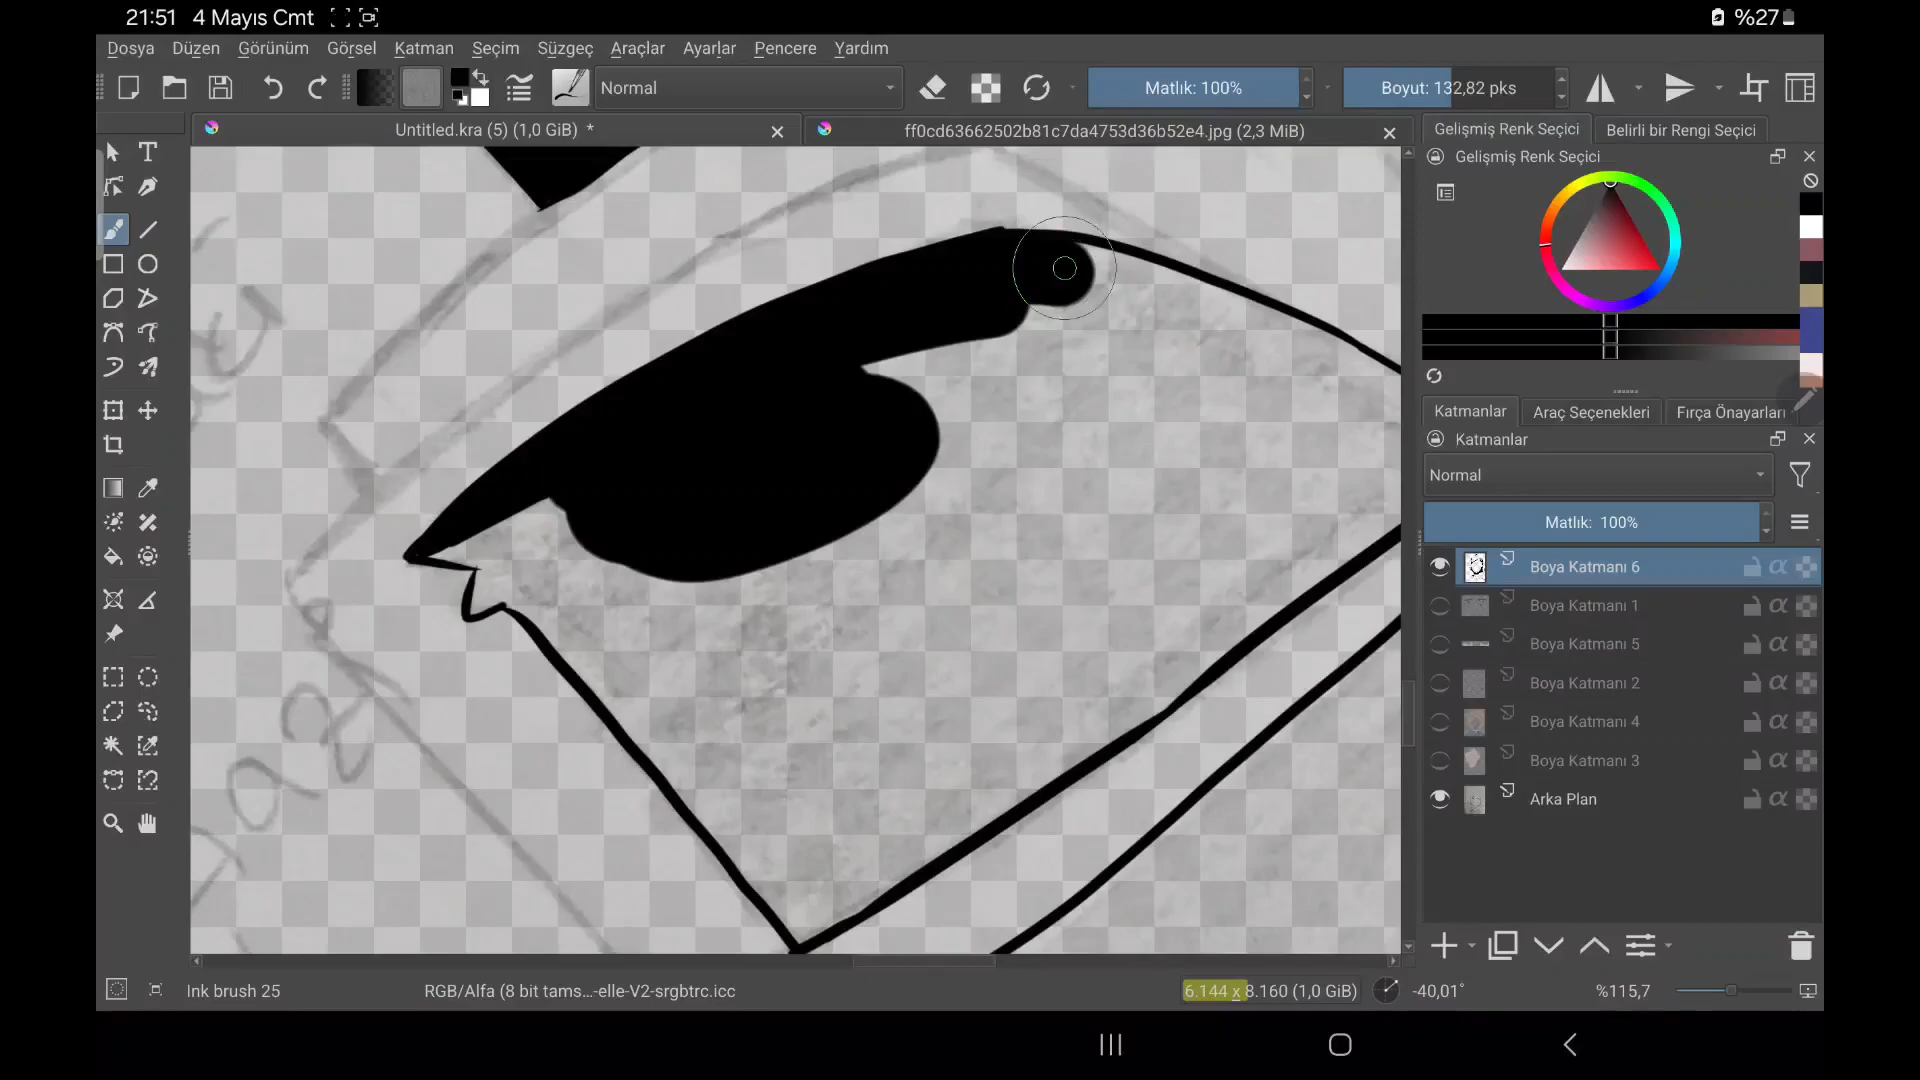 21:51 4 Mayıs Cmt %27
Dosya Düzen Görünüm Görsel Katman Seçim Süzgeç Araçlar Ayarlar Pencere Yardım
Normal Matlık: 100% Boyut: 132,82 pks
Untitled.kra (5) (1,0 GiB) * ff0cd63662502b81c7da4753d36b52e4.jpg (2,3 MiB)
Gelişmiş Renk Seçici Belirli bir Rengi Seçici
Gelişmiş Renk Seçici
Katmanlar Araç Seçenekleri Fırça Önayarları
Katmanlar
Normal
Matlık: 100%
Boya Katmanı 6
Boya Katmanı 1
Boya Katmanı 5
Boya Katmanı 2
Boya Katmanı 4
Boya Katmanı 3
Arka Plan
Ink brush 25 RGB/Alfa (8 bit tams...-elle-V2-srgbtrc.icc 6.144 x 8.160 (1,0 GiB) -40,01° %115,7